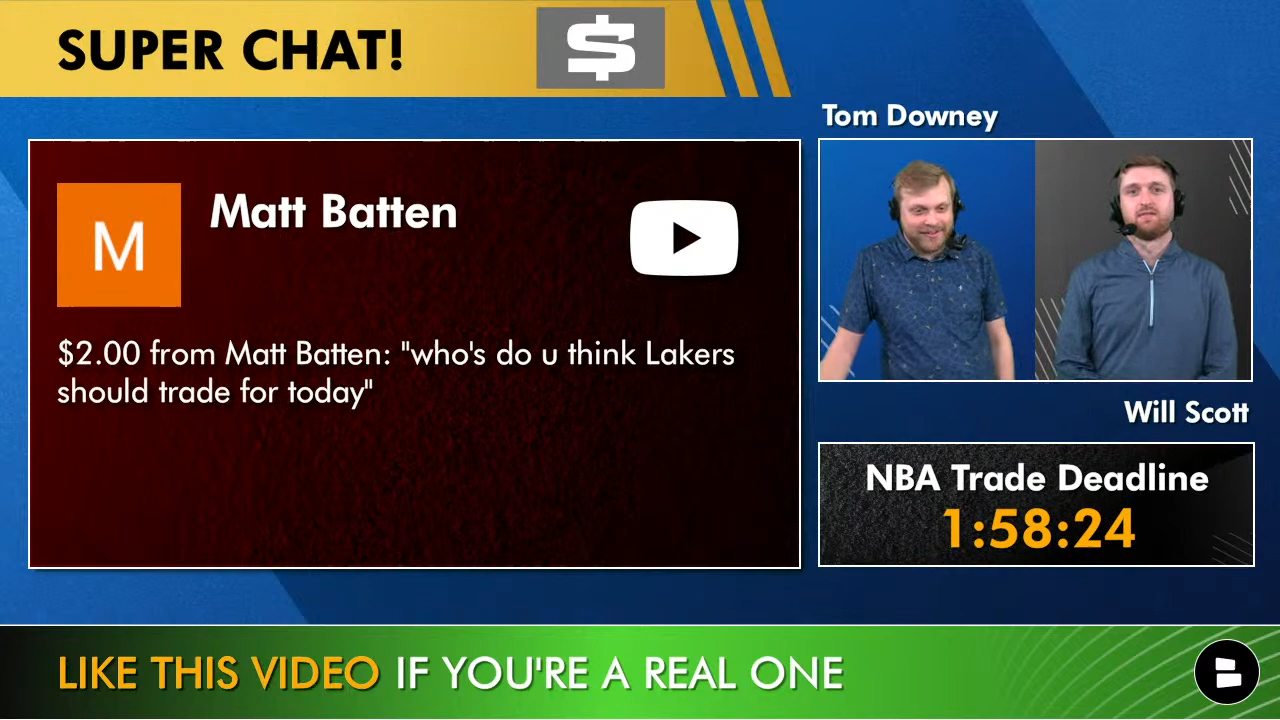 SUPER CHAT!
$
Tom Downey
M
Matt Batten
$2.00 from Matt Batten: "who's do u think Lakers
should trade for today"
Will Scott
NBA Trade Deadline
1:58:24
LIKE THIS VIDEO IF YOU'RE A REAL ONE